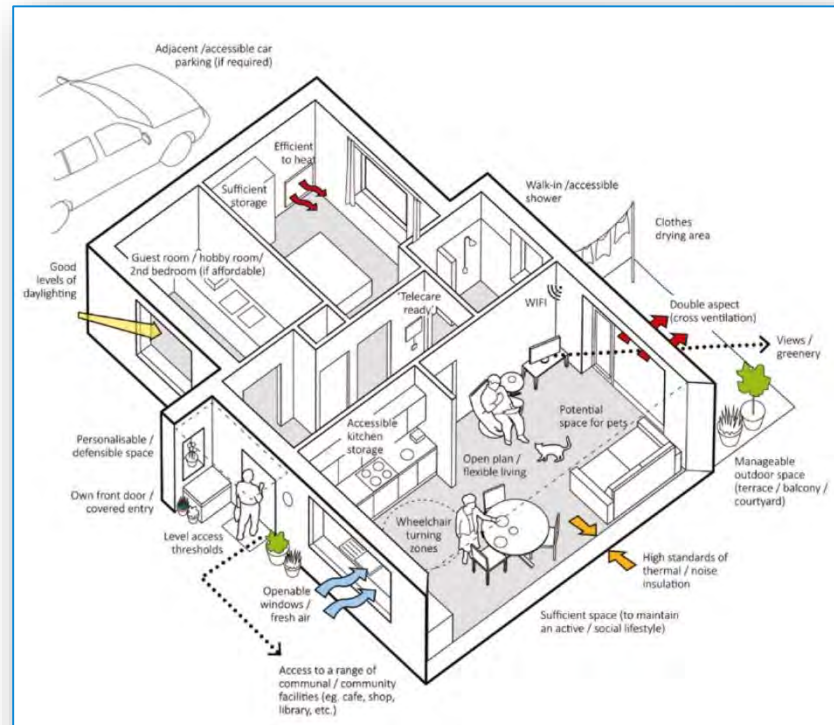 Adjacent /accessible car
parking (if required)
Efficient
to heat
Sufficient
storage
Walk-in /accessible
shower
Clothes
drying area
Guest room / hobby room/
2nd bedroom (if affordable)
Good
levels of
daylighting
'Telecare
ready'
WIFI
Double aspect
(cross ventilation)
Views /
greenery
Accessible
kitchen
storage
Potential
space for pets
Open plan /
flexible living
Personalisable /
defensible space
Manageable
outdoor space
(terrace / balcony /
courtyard)
Own front door /
covered entry
Level access
thresholds
Wheelchair
turning
zones
High standards of
thermal / noise
insulation
Openable
windows /
fresh air
Sufficient space (to maintain
an active / social lifestyle)
Access to a range of
communal / community
facilities (eg. cafe, shop,
library, etc.)